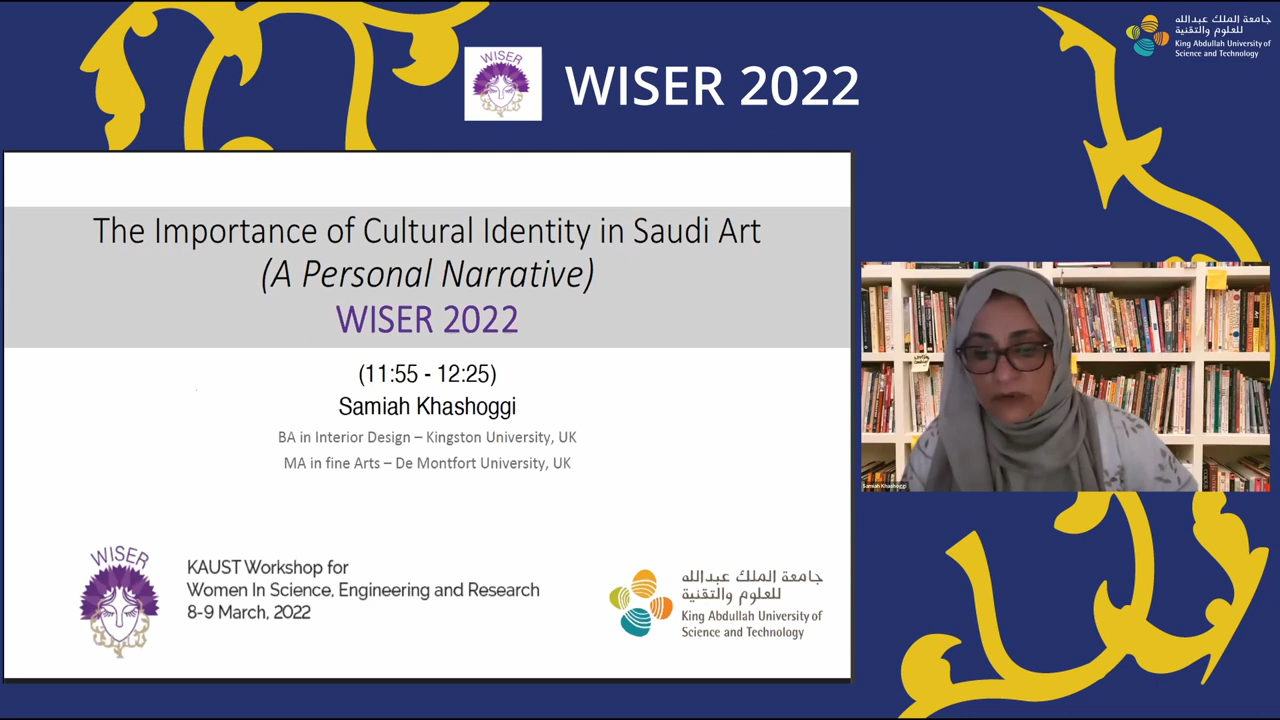 WISER
WISER 2022
جامعة الملك عبدالله
للعلوم والتقنية
King Abdullah University of
Science and Technology
The Importance of Cultural Identity in Saudi Art
(A Personal Narrative)
WISER 2022
(11:55 - 12:25)
Samiah Khashoggi
BA in Interior Design – Kingston University, UK
MA in fine Arts – De Montfort University, UK
WISER
KAUST Workshop for
Women In Science, Engineering and Research
8-9 March, 2022
جامعة الملك عبدالله
للعلوم والتقنية
King Abdullah University of
Science and Technology
Samiah Khashoggi